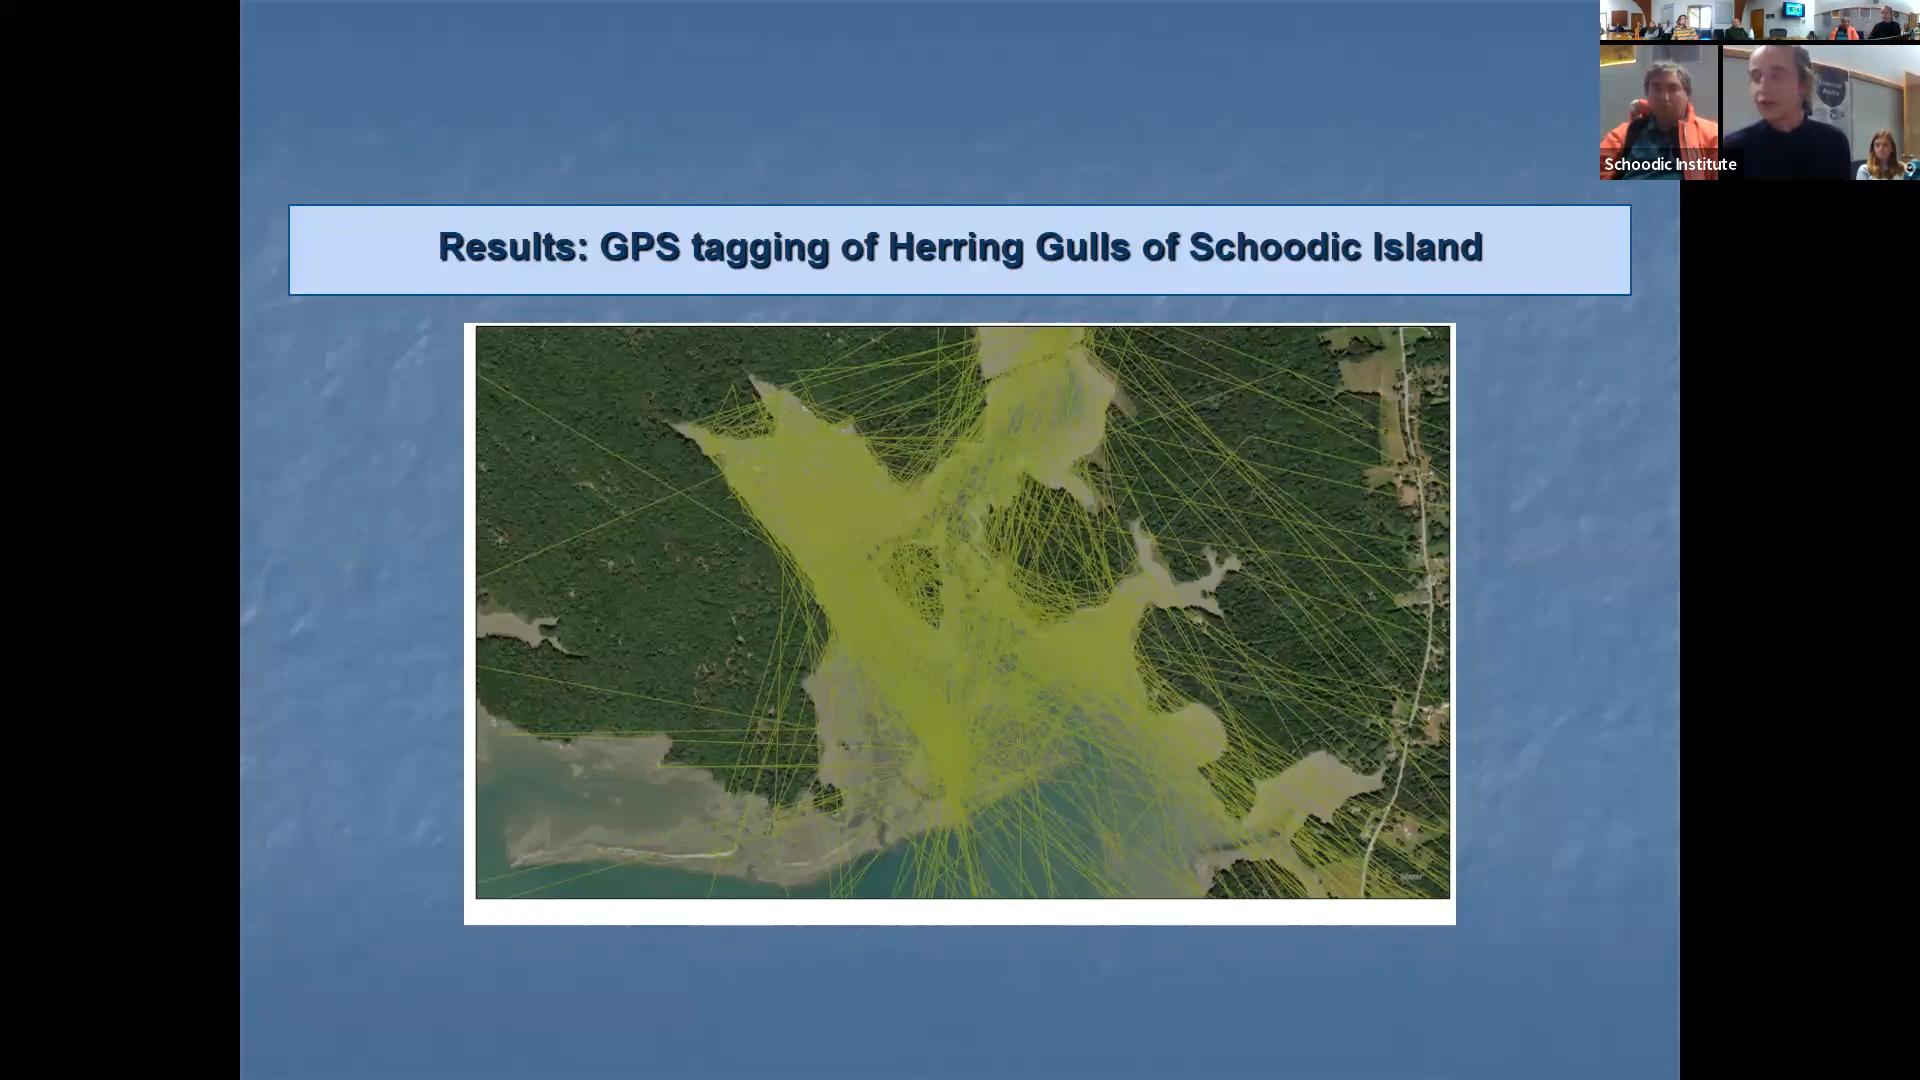 Results: GPS tagging of Herring Gulls of Schoodic Island
Schoodic Institute